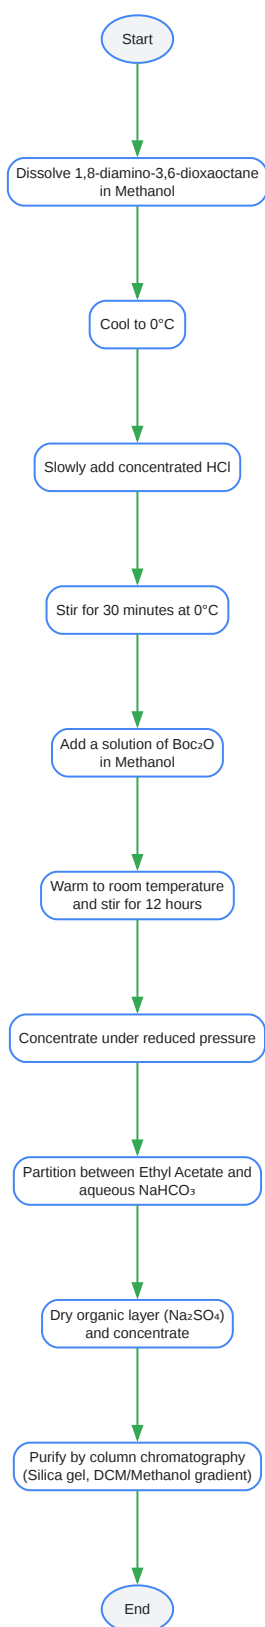 Start
Dissolve 1,8-diamino-3,6-dioxaoctane
in Methanol
Cool to 0°C
Slowly add concentrated HCl
Stir for 30 minutes at 0°C
Add a solution of Boc₂O
in Methanol
Warm to room temperature
and stir for 12 hours
Concentrate under reduced pressure
Partition between Ethyl Acetate and
aqueous NaHCO₃
Dry organic layer (Na₂SO₄)
and concentrate
Purify by column chromatography
(Silica gel, DCM/Methanol gradient)
End